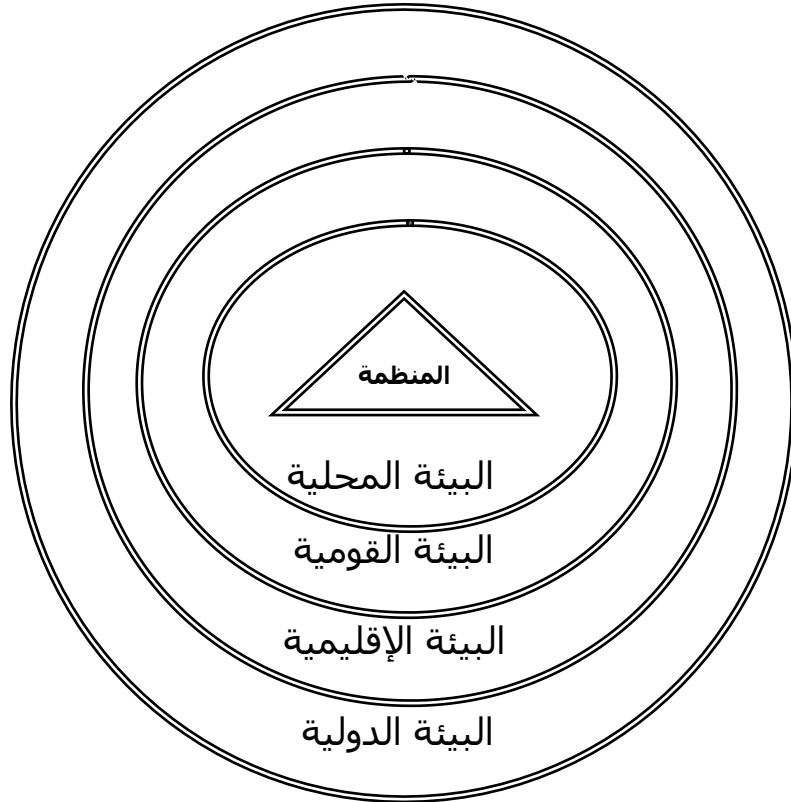 المنظمة
البيئة المحلية
البيئة القومية
البيئة الإقليمية
البيئة الدولية